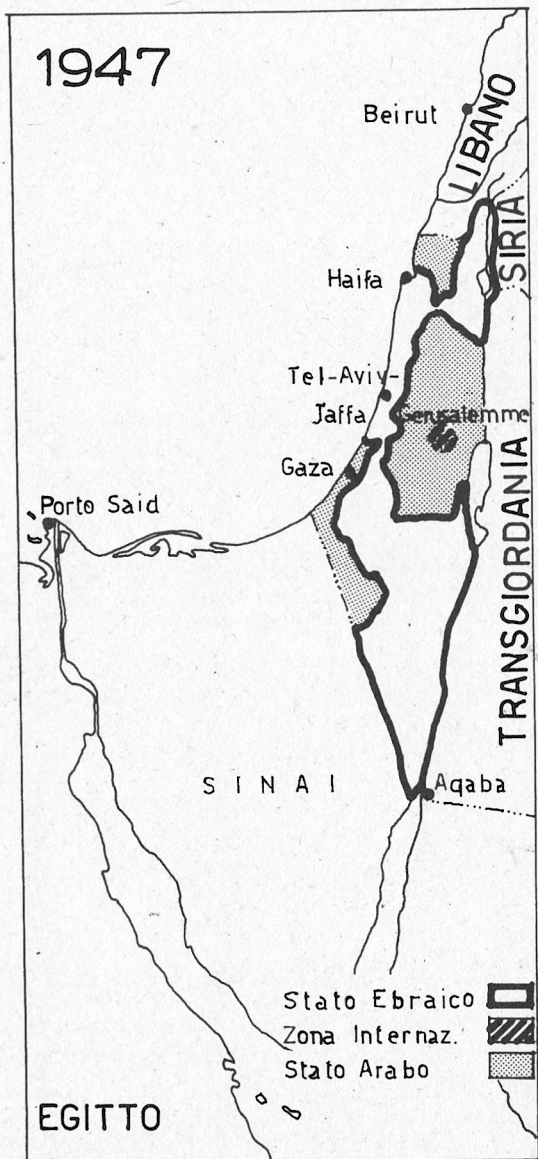 1947
Beirut
LIBANO
SIRIA
Haifa
Tel-Aviv-
Jaffa
Gerusalemme
Gaza
Porto Said
TRANSGIORDANIA
SINAI
Aqaba
Stato Ebraico
Zona Internaz.
Stato Arabo
EGITTO